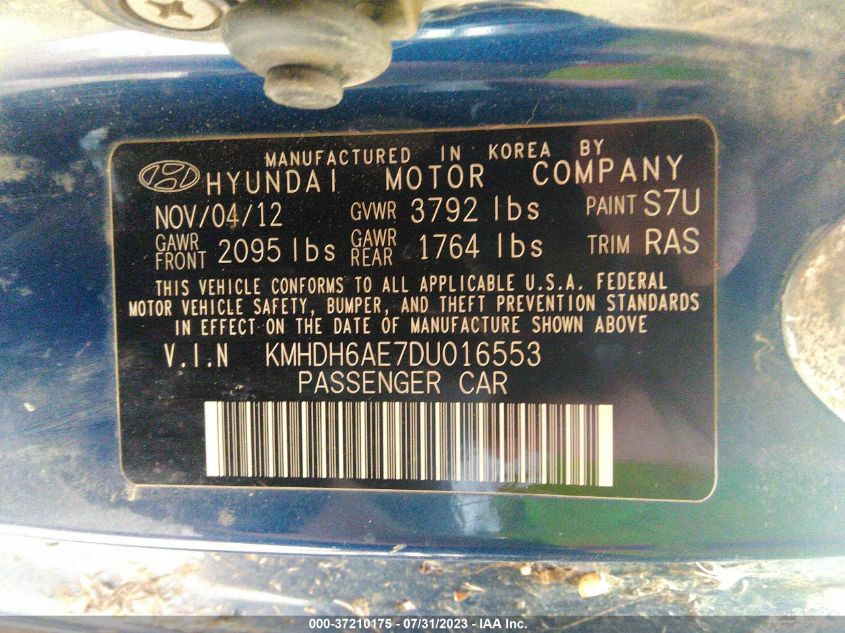 MANUFACTURED IN KOREA BY
HYUNDAI MOTOR COMPANY
NOV/04/12 GVWR 3792 lbs PAINT S7U
GAWR FRONT 2095 lbs GAWR REAR 1764 lbs TRIM RAS
THIS VEHICLE CONFORMS TO ALL APPLICABLE U.S.A. FEDERAL
MOTOR VEHICLE SAFETY, BUMPER, AND THEFT PREVENTION STANDARDS
IN EFFECT ON THE DATE OF MANUFACTURE SHOWN ABOVE
V.I.N KMHDH6AE7DU016553
PASSENGER CAR
000-37210175 - 07/31/2023 - IAA Inc.